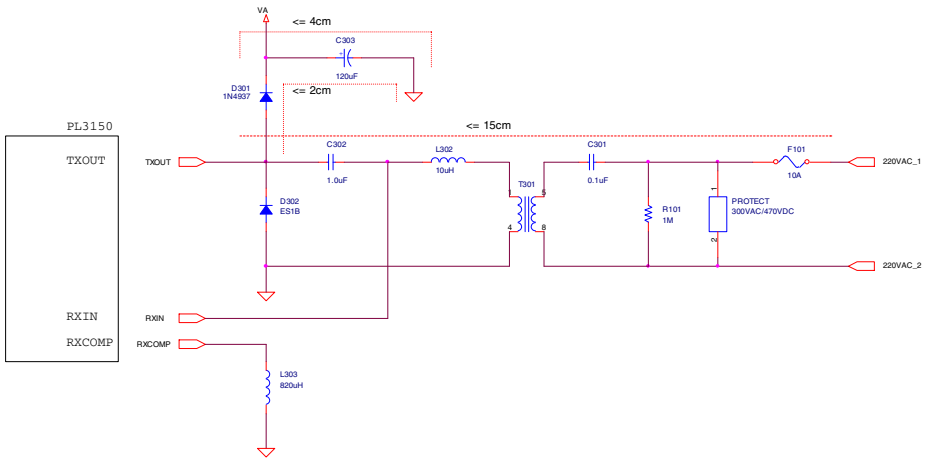 VA
<= 4cm
C303
+
120uF
D301
1N4937
<= 2cm
<= 15cm
PL3150
TXOUT
TXOUT
C302
1.0uF
L302
10uH
T301
1
5
4
8
C301
0.1uF
F101
10A
220VAC_1
D302
ES1B
R101
1M
1
PROTECT
300VAC/470VDC
2
220VAC_2
RXIN
RXIN
RXCOMP
RXCOMP
L303
820uH